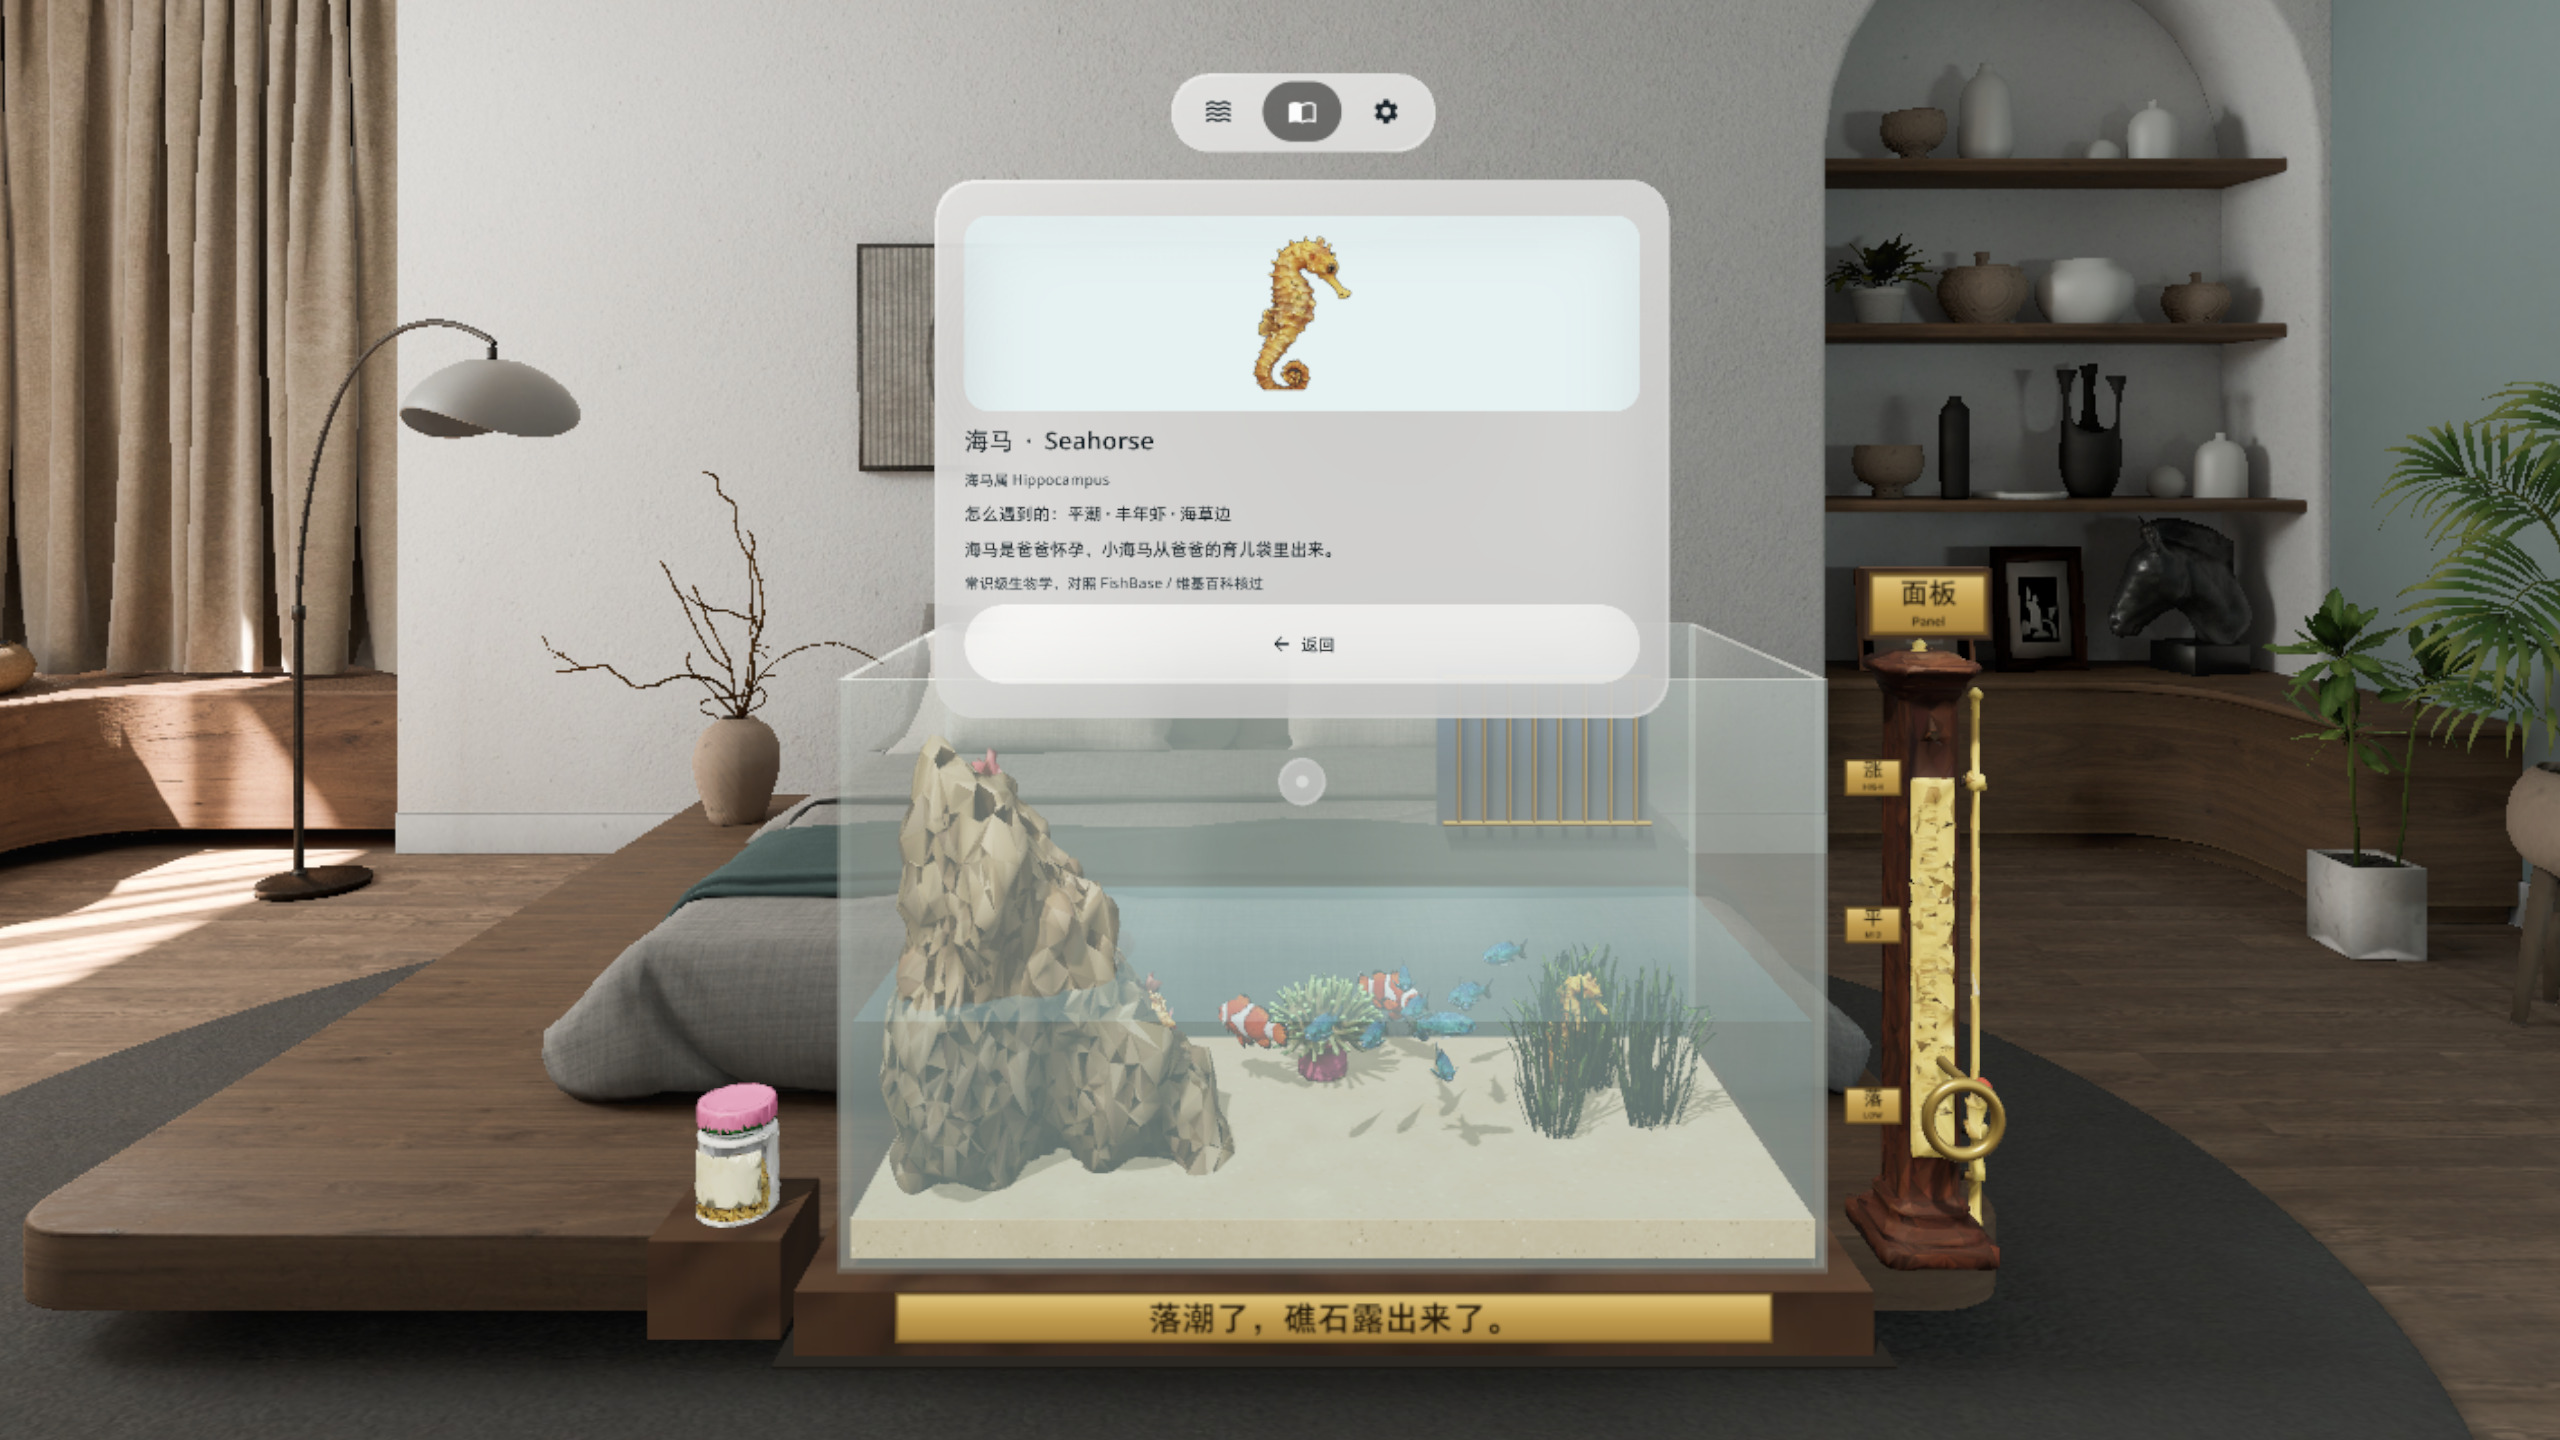 海马 · Seahorse
海马属 Hippocampus
怎么遇到的：平潮 · 丰年虾 · 海草边
海马是爸爸怀孕，小海马从爸爸的育儿袋里出来。
常识级生物学，对照 FishBase / 维基百科核过
← 返回
面板
Panel
涨
HIGH
平
MID
落
LOW
落潮了，礁石露出来了。